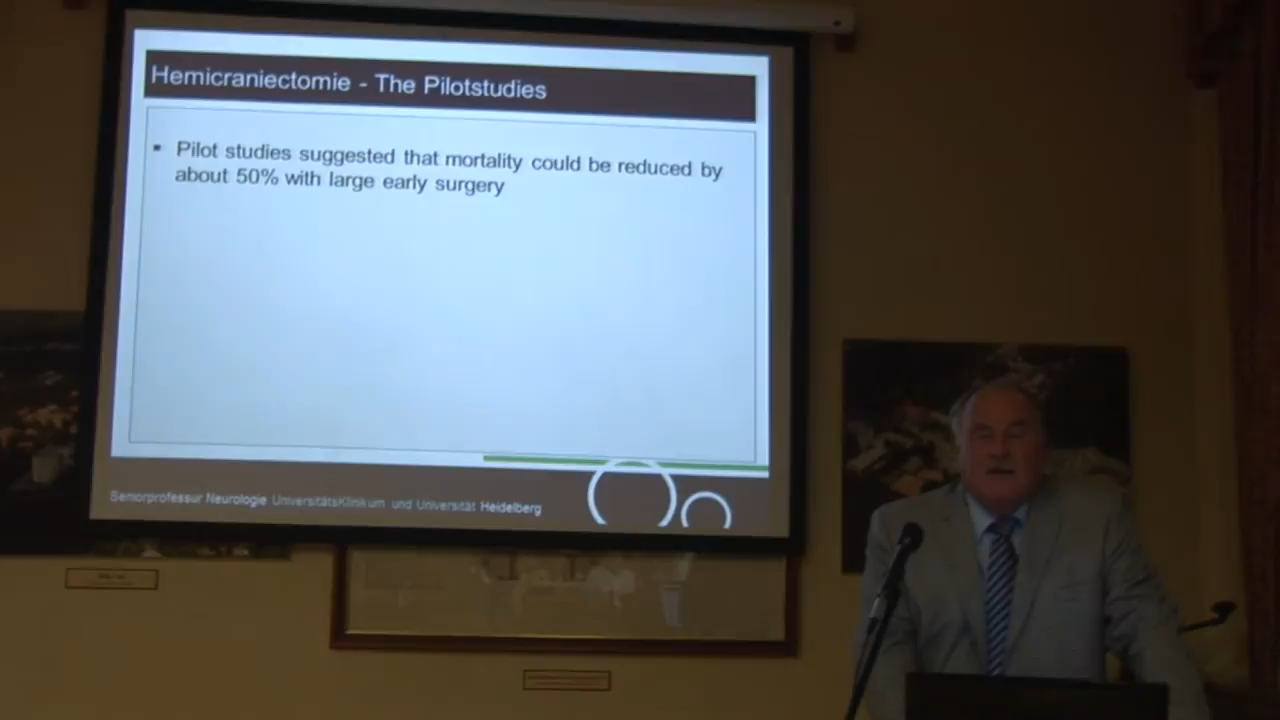 Hemicraniectomie - The Pilotstudies
▪ Pilot studies suggested that mortality could be reduced by
about 50% with large early surgery
Seniorprofessur Neurologie UniversitätsKlinikum und Universität Heidelberg